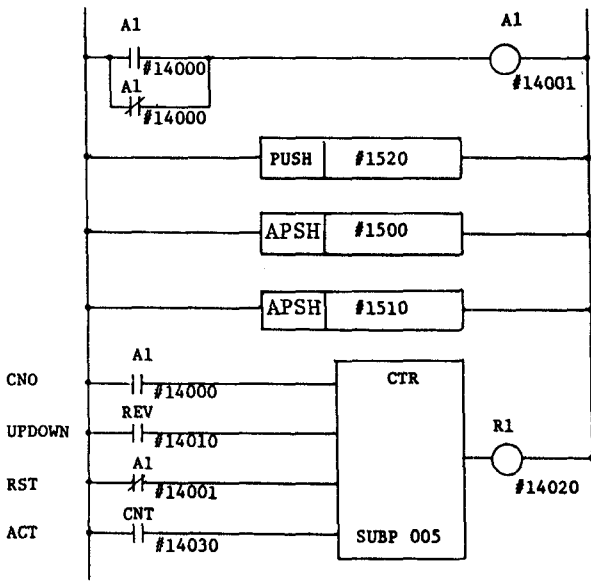 A1 A1
#14000 #14001
A1
#14000
PUSH #1520
APSH #1500
APSH #1510
A1 CTR
CNO #14000
REV R1
UPDOWN #14010
A1
RST #14001 #14020
CNT
ACT SUBP 005
#14030